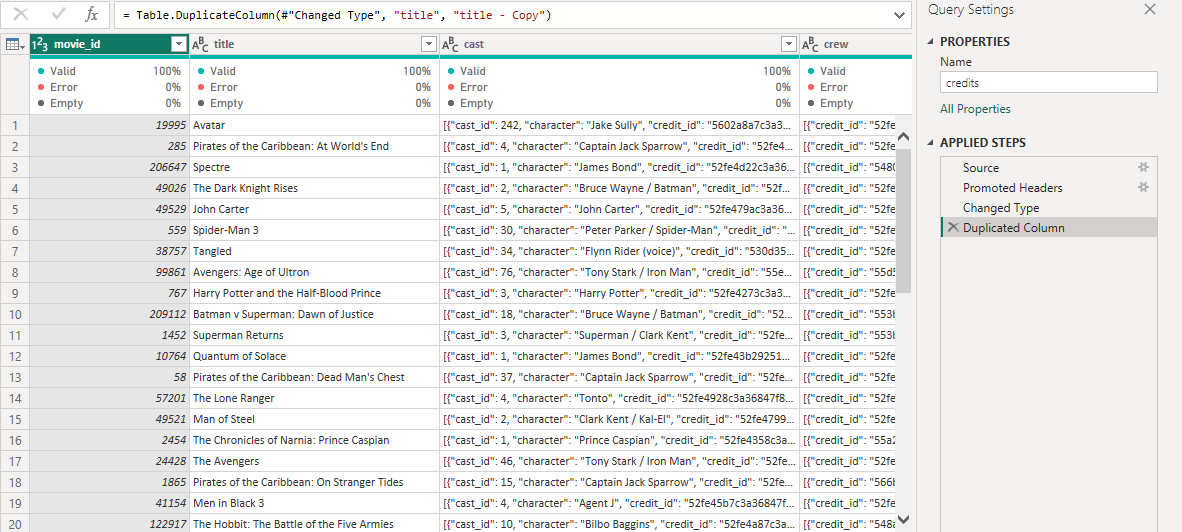 fx = Table.DuplicateColumn(#"Changed Type", "title", "title - Copy")
1²3 movie_id ABC title ABC cast ABC crew
Valid 100% Valid 100% Valid 100% Valid
Error 0% Error 0% Error 0% Error
Empty 0% Empty 0% Empty 0% Empty
1 19995 Avatar [{"cast_id": 242, "character": "Jake Sully", "credit_id": "5602a8a7c3a3... [{"credit_id": "52fe
2 285 Pirates of the Caribbean: At World's End [{"cast_id": 4, "character": "Captain Jack Sparrow", "credit_id": "52fe4... [{"credit_id": "52fe
3 206647 Spectre [{"cast_id": 1, "character": "James Bond", "credit_id": "52fe4d22c3a36... [{"credit_id": "5480
4 49026 The Dark Knight Rises [{"cast_id": 2, "character": "Bruce Wayne / Batman", "credit_id": "52fe... [{"credit_id": "52fe
5 49529 John Carter [{"cast_id": 5, "character": "John Carter", "credit_id": "52fe479ac3a36... [{"credit_id": "52fe
6 559 Spider-Man 3 [{"cast_id": 30, "character": "Peter Parker / Spider-Man", "credit_id": "... [{"credit_id": "52fe
7 38757 Tangled [{"cast_id": 34, "character": "Flynn Rider (voice)", "credit_id": "530d35... [{"credit_id": "52fe
8 99861 Avengers: Age of Ultron [{"cast_id": 76, "character": "Tony Stark / Iron Man", "credit_id": "55e... [{"credit_id": "55d5
9 767 Harry Potter and the Half-Blood Prince [{"cast_id": 3, "character": "Harry Potter", "credit_id": "52fe4273c3a3... [{"credit_id": "52fe
10 209112 Batman v Superman: Dawn of Justice [{"cast_id": 18, "character": "Bruce Wayne / Batman", "credit_id": "52... [{"credit_id": "553b
11 1452 Superman Returns [{"cast_id": 3, "character": "Superman / Clark Kent", "credit_id": "52fe... [{"credit_id": "553b
12 10764 Quantum of Solace [{"cast_id": 1, "character": "James Bond", "credit_id": "52fe43b29251... [{"credit_id": "52fe
13 58 Pirates of the Caribbean: Dead Man's Chest [{"cast_id": 37, "character": "Captain Jack Sparrow", "credit_id": "52fe... [{"credit_id": "52fe
14 57201 The Lone Ranger [{"cast_id": 4, "character": "Tonto", "credit_id": "52fe4928c3a36847f8... [{"credit_id": "52fe
15 49521 Man of Steel [{"cast_id": 2, "character": "Clark Kent / Kal-El", "credit_id": "52fe4799... [{"credit_id": "52fe
16 2454 The Chronicles of Narnia: Prince Caspian [{"cast_id": 1, "character": "Prince Caspian", "credit_id": "52fe4358c3a... [{"credit_id": "55a2
17 24428 The Avengers [{"cast_id": 46, "character": "Tony Stark / Iron Man", "credit_id": "52fe... [{"credit_id": "52fe
18 1865 Pirates of the Caribbean: On Stranger Tides [{"cast_id": 15, "character": "Captain Jack Sparrow", "credit_id": "52fe... [{"credit_id": "566b
19 41154 Men in Black 3 [{"cast_id": 4, "character": "Agent J", "credit_id": "52fe45b7c3a36847f... [{"credit_id": "52fe
20 122917 The Hobbit: The Battle of the Five Armies [{"cast_id": 10, "character": "Bilbo Baggins", "credit_id": "52fe4a87c3a... [{"credit_id": "548a
Query Settings
PROPERTIES
Name
credits
All Properties
APPLIED STEPS
Source
Promoted Headers
Changed Type
Duplicated Column